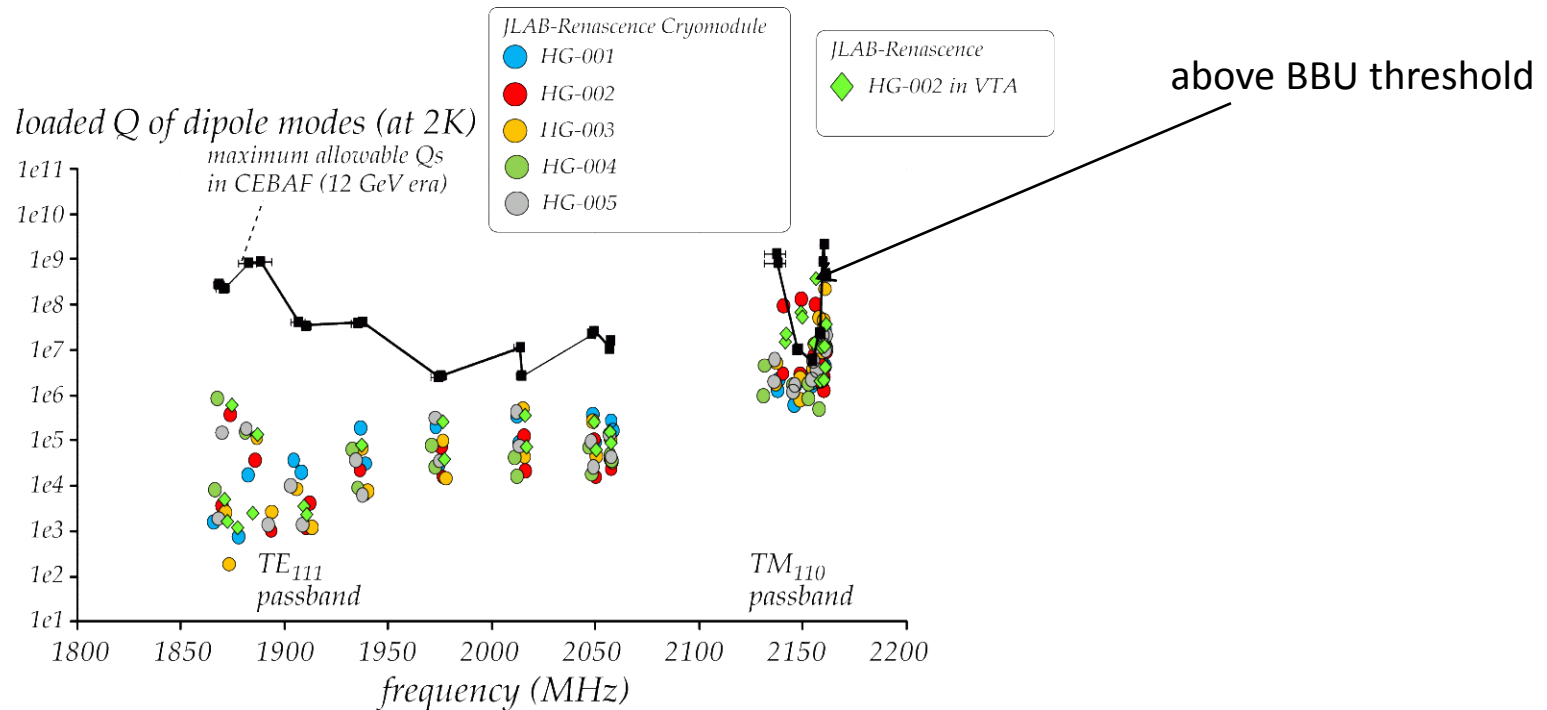 JLAB-Renascence Cryomodule
HG-001
HG-002
HG-003
HG-004
HG-005
JLAB-Renascence
HG-002 in VTA
above BBU threshold
loaded Q of dipole modes (at 2K)
maximum allowable Qs
in CEBAF (12 GeV era)
1e11
1e10
1e9
1e8
1e7
1e6
1e5
1e4
1e3
1e2
1e1
TE111
passband
TM110
passband
1800
1850
1900
1950
2000
2050
2100
2150
2200
frequency (MHz)